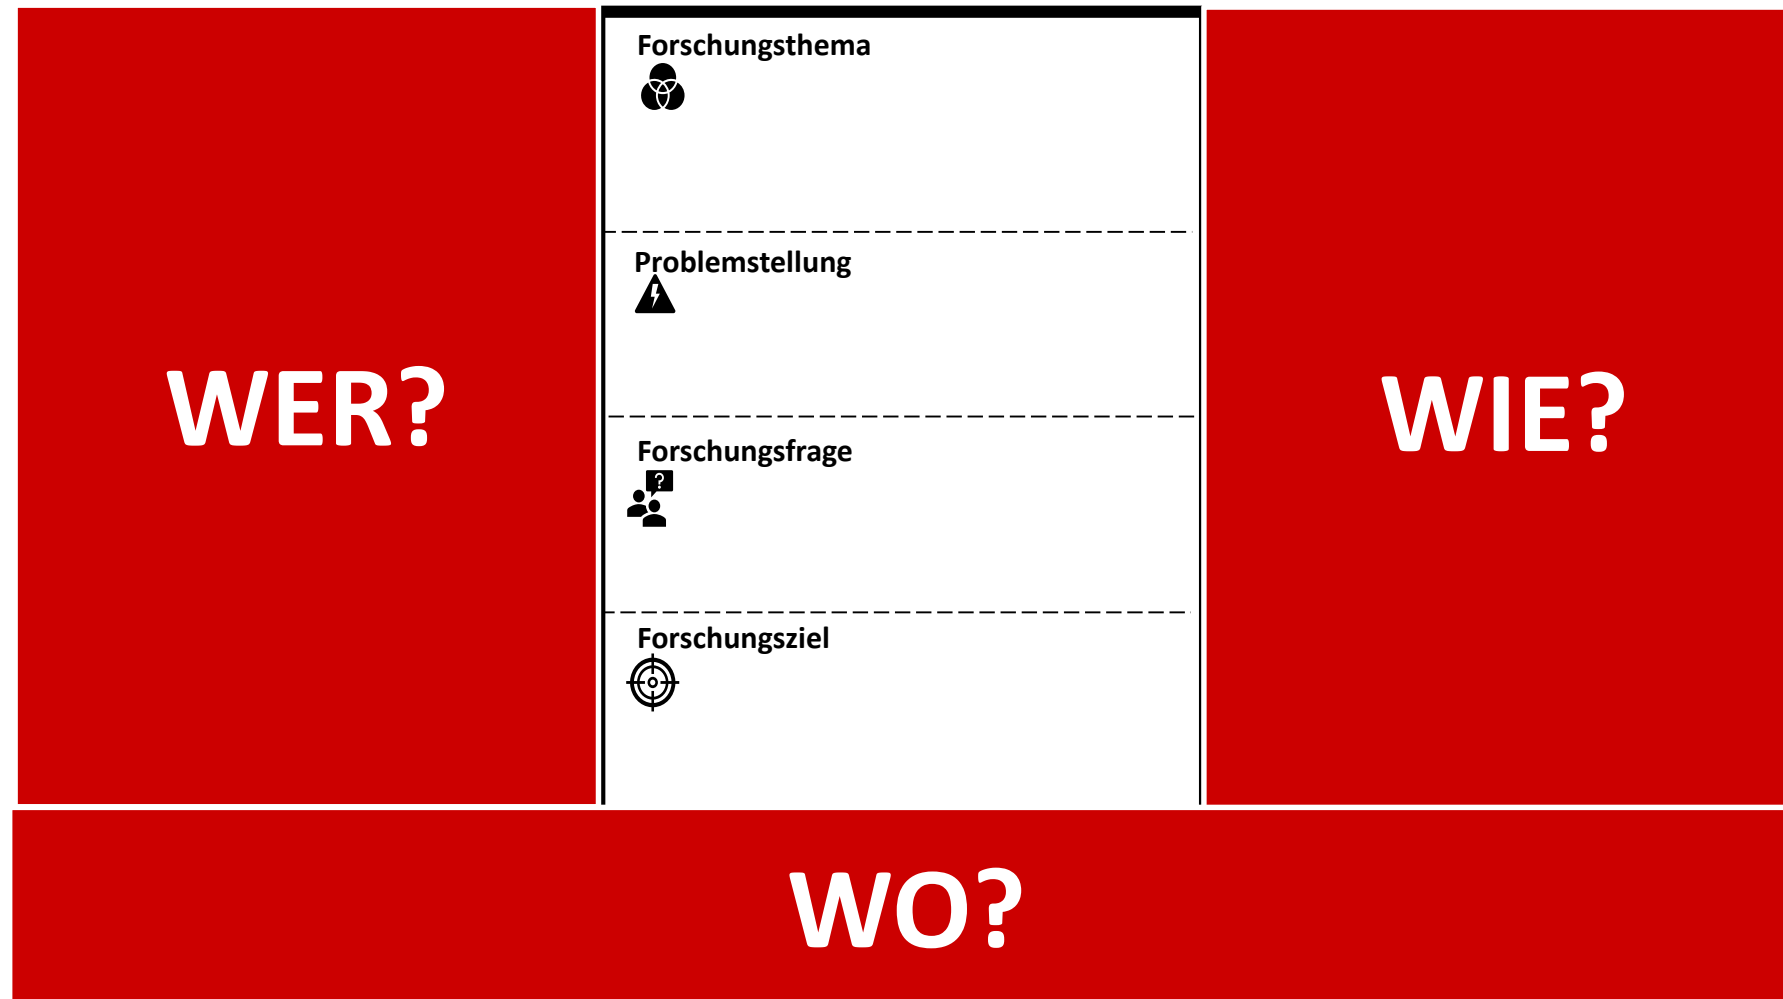 WER?
Forschungsthema
Problemstellung
Forschungsfrage
?
Forschungsziel
WIE?
WO?